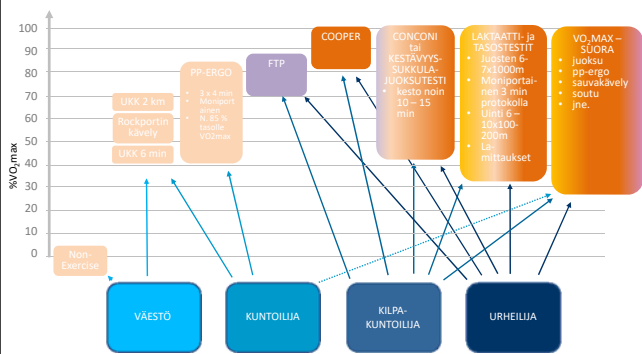 100
90
80
70
60
50
40
30
20
10
0
%VO2max
Non-
Exercise
UKK 2 km
Rockportin
kävely
UKK 6 min
PP-ERGO
• 3 x 4 min
• Moniport
ainen
• N. 85 %
tasolle
VO2max
FTP
COOPER
CONCONI
tai
KESTÄVYYS-
SUKKULA-
JUOKSUTESTI
• kesto noin
10 – 15
min
LAKTAATTI- ja
TASOSTESTIT
• Juosten 6-
7x1000m
• Moniportai-
nen 3 min
protokolla
• Uinti 6-
10x100-
200m
• La-
mittaukset
VO2MAX –
SUORA
• juoksu
• pp-ergo
• sauvakävely
• soutu
• jne.
VÄESTÖ
KUNTOILIJA
KILPA-
KUNTOILIJA
URHEILIJA